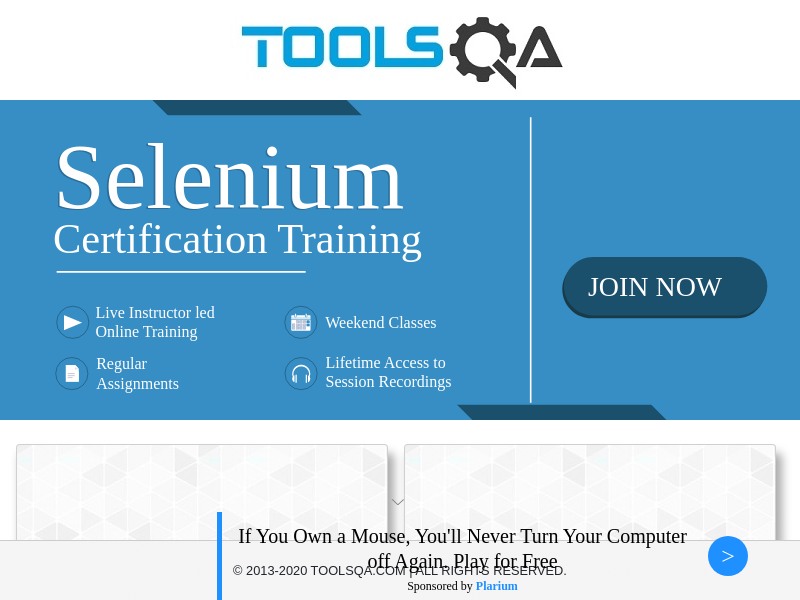 TOOLSQA
Selenium
Certification Training
Live Instructor led
Online Training
Weekend Classes
Regular
Assignments
Lifetime Access to
Session Recordings
JOIN NOW
If You Own a Mouse, You'll Never Turn Your Computer
off Again. Play for Free
>
© 2013-2020 TOOLSQA.COM | ALL RIGHTS RESERVED.
Sponsored by Plarium